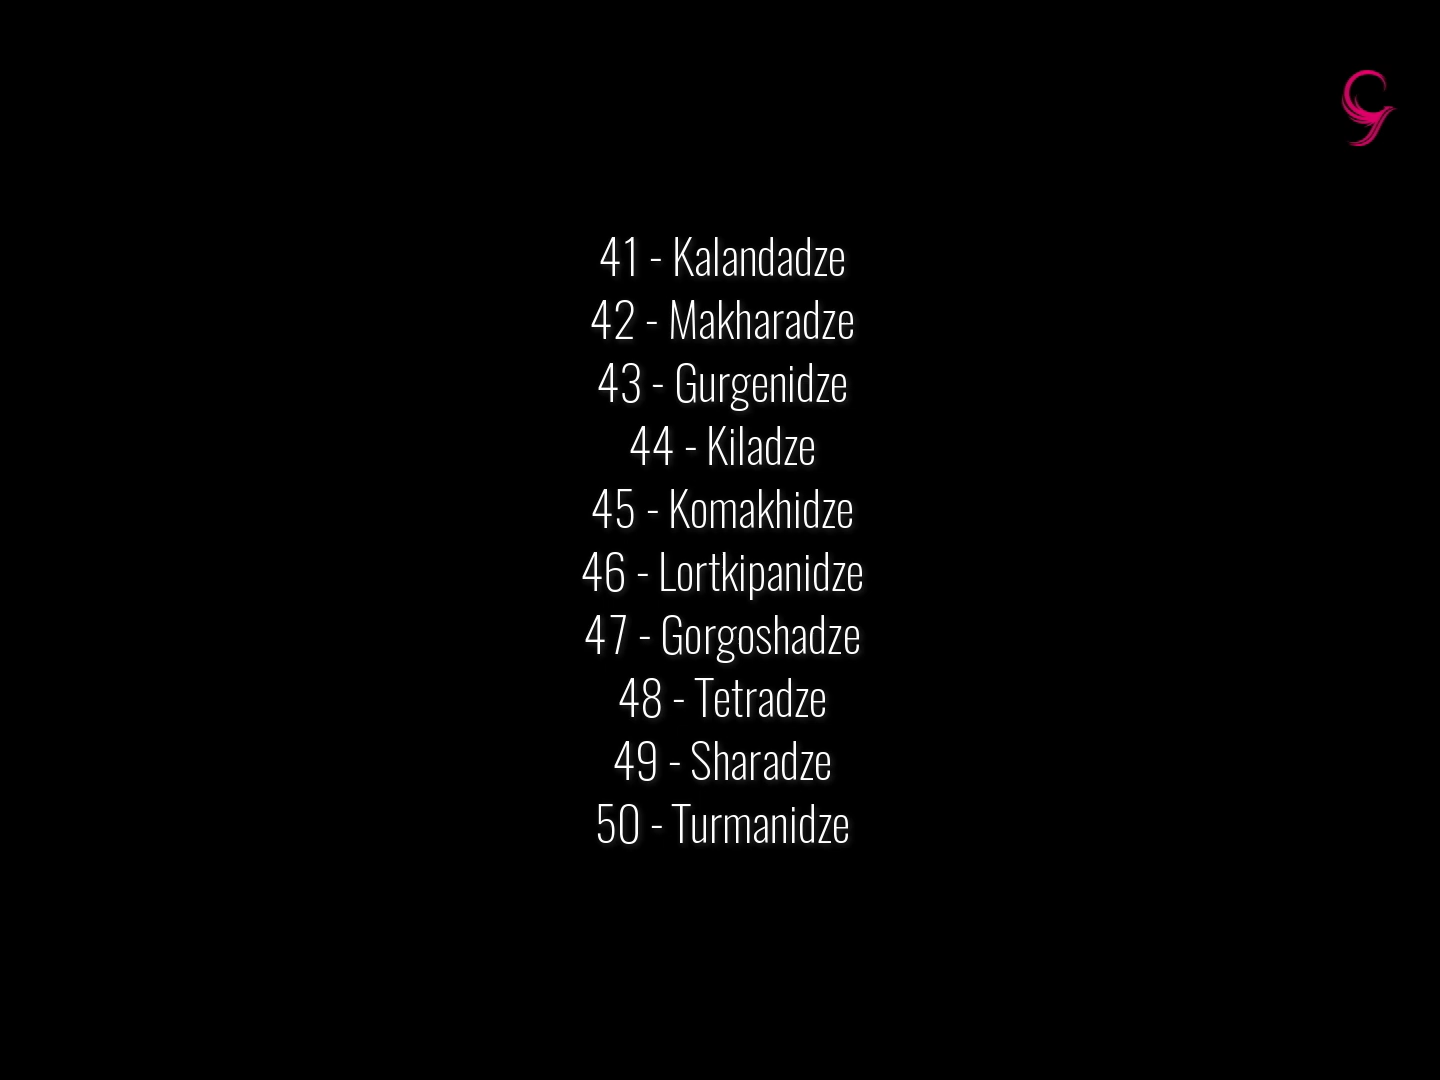 41 - Kalandadze
42 - Makharadze
43 - Gurgenidze
44 - Kiladze
45 - Komakhidze
46 - Lortkipanidze
47 - Gorgoshadze
48 - Tetradze
49 - Sharadze
50 - Turmanidze